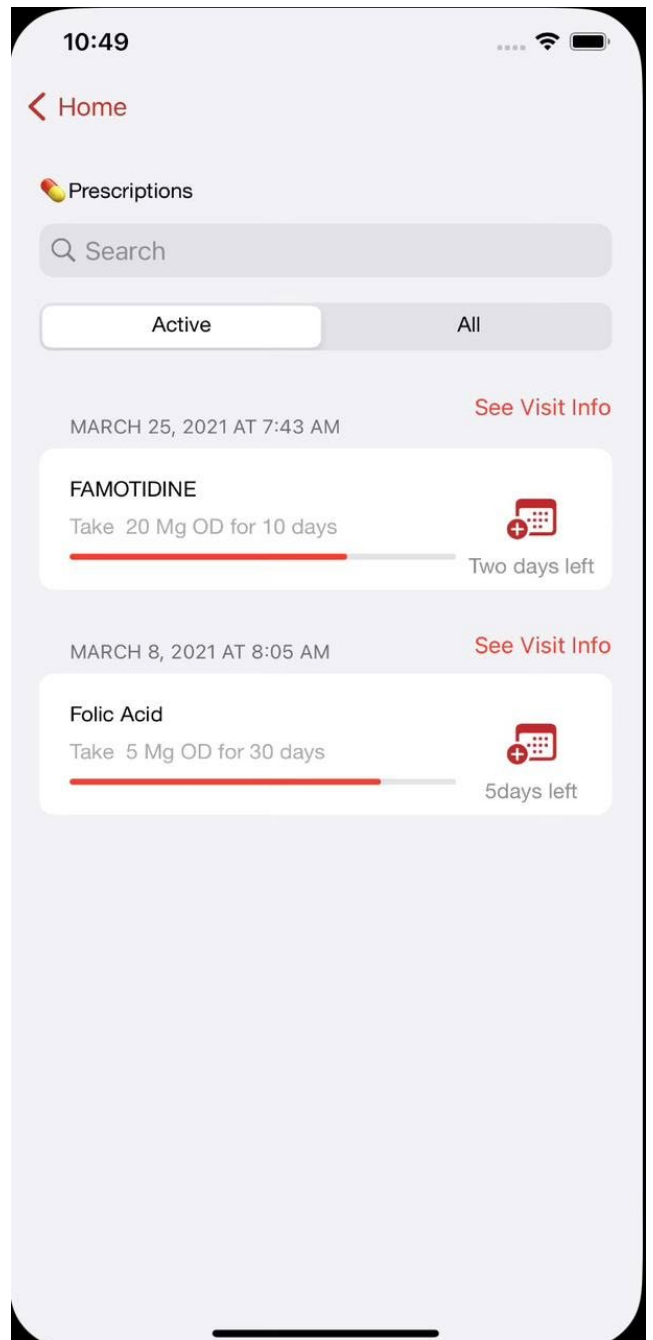 10:49
Home
Prescriptions
Search
Active All
See Visit Info
MARCH 25, 2021 AT 7:43 AM
FAMOTIDINE
Take 20 Mg OD for 10 days
Two days left
See Visit Info
MARCH 8, 2021 AT 8:05 AM
Folic Acid
Take 5 Mg OD for 30 days
5days left